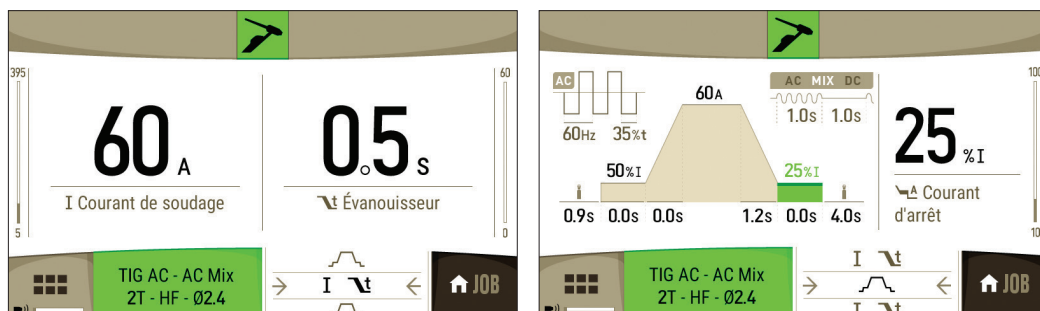 395
60
60 A
0.5 s
I Courant de soudage
t Évanouisseur
5
0
TIG AC - AC Mix
2T - HF - Ø2.4
I t
JOB
AC
60A
AC MIX DC
100
1.0s 1.0s
60Hz 35%t
25 %I
50%I
25%I
A Courant
d'arrêt
0.9s 0.0s 0.0s 1.2s 0.0s 4.0s
10
TIG AC - AC Mix
2T - HF - Ø2.4
I t
I t
JOB